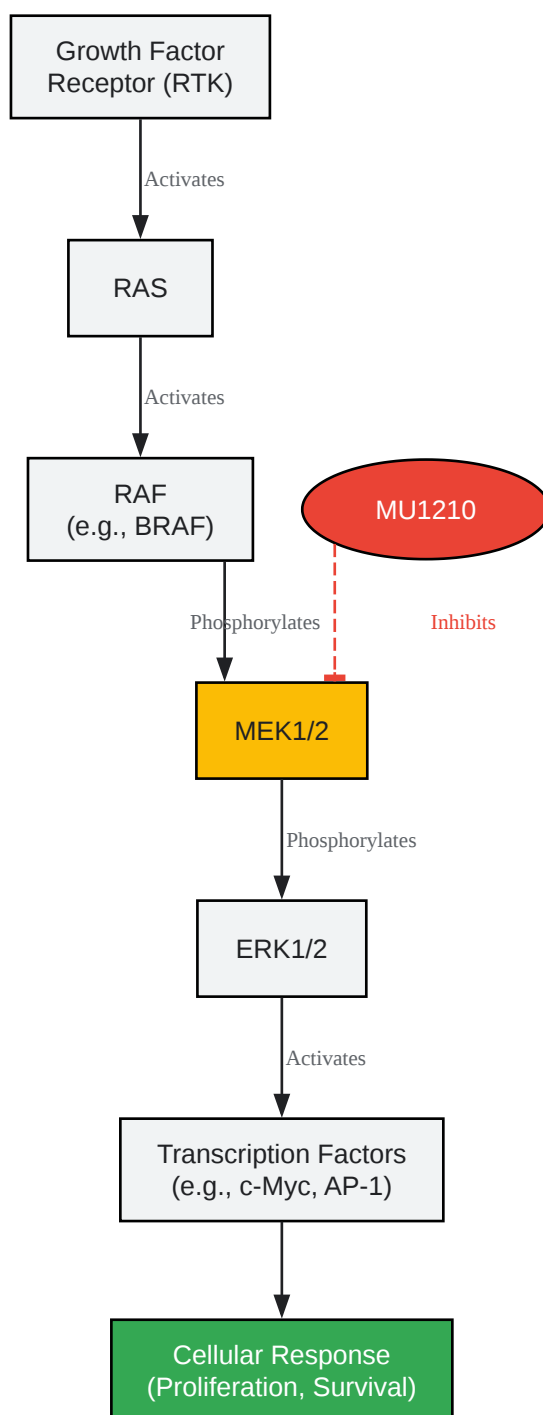 Growth Factor
Receptor (RTK)
Activates
RAS
Activates
RAF
(e.g., BRAF)
MU1210
Phosphorylates
Inhibits
MEK1/2
Phosphorylates
ERK1/2
Activates
Transcription Factors
(e.g., c-Myc, AP-1)
Cellular Response
(Proliferation, Survival)